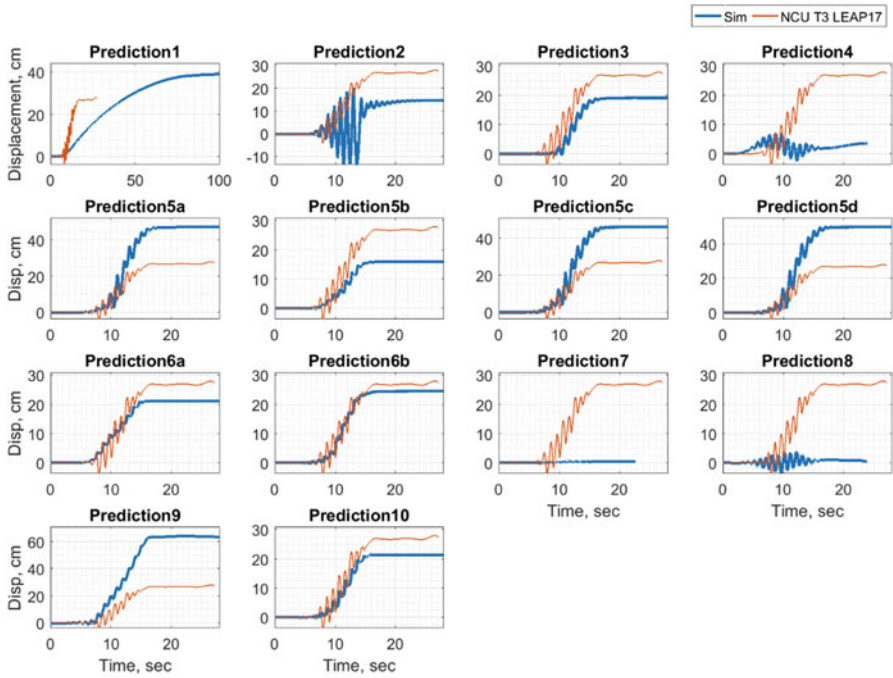 Sim NCU T3 LEAP17
Prediction1 Prediction2 Prediction3 Prediction4
Displacement, cm
40
20
0
0 50 100
30
20
10
0
-10
0 10 20
30
20
10
0
0 10 20
30
20
10
0
0 10 20
Prediction5a Prediction5b Prediction5c Prediction5d
Disp, cm
40
20
0
0 10 20
30
20
10
0
0 10 20
40
20
0
0 10 20
40
20
0
0 10 20
Prediction6a Prediction6b Prediction7 Prediction8
Disp, cm
30
20
10
0
0 10 20
30
20
10
0
0 10 20
30
20
10
0
0 10 20
Time, sec
30
20
10
0
0 10 20
Time, sec
Prediction9 Prediction10
Disp, cm
60
40
20
0
0 10 20
Time, sec
30
20
10
0
0 10 20
Time, sec